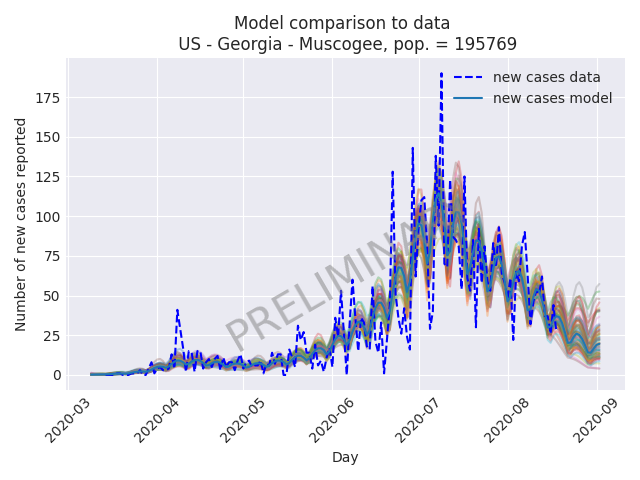 Model comparison to data
US - Georgia - Muscogee, pop. = 195769
new cases data
new cases model
Number of new cases reported
175
150
125
100
75
50
25
0
PRELIMINARY
2020-03
2020-04
2020-05
2020-06
2020-07
2020-08
2020-09
Day